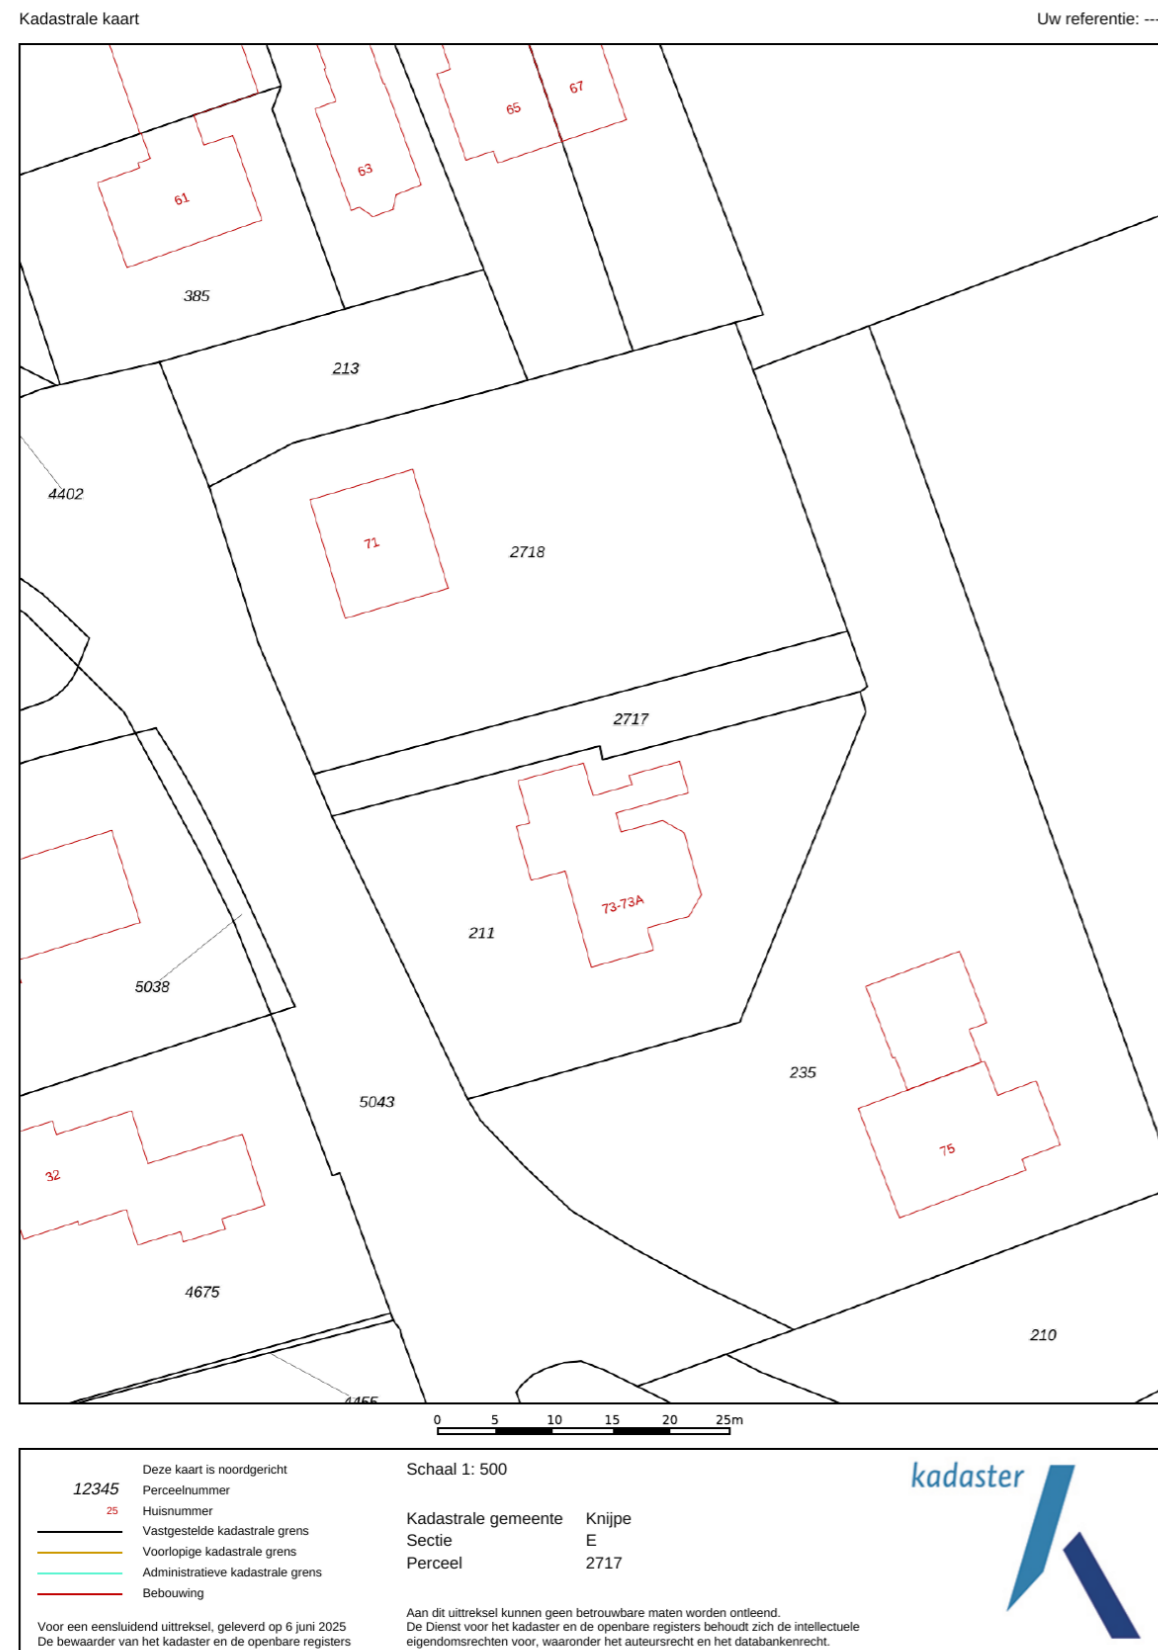 Kadastrale kaart
Uw referentie: ---
67
65
63
61
385
213
4402
71
2718
2717
73-73A
211
5038
235
5043
75
32
4675
210
4455
0 5 10 15 20 25m
Deze kaart is noordgericht
12345 Perceelnummer
25 Huisnummer
Vastgestelde kadastrale grens
Voorlopige kadastrale grens
Administratieve kadastrale grens
Bebouwing
Voor een eensluidend uittreksel, geleverd op 6 juni 2025
De bewaarder van het kadaster en de openbare registers
Schaal 1: 500
Kadastrale gemeente Knijpe
Sectie E
Perceel 2717
Aan dit uittreksel kunnen geen betrouwbare maten worden ontleend.
De Dienst voor het kadaster en de openbare registers behoudt zich de intellectuele
eigendomsrechten voor, waaronder het auteursrecht en het databankenrecht.
kadaster